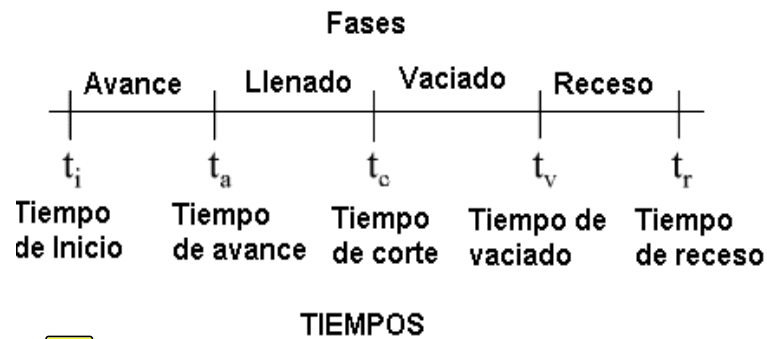 Fases
Avance Llenado Vaciado Receso
tᵢ tₐ t꜀ tᵥ tᵣ
Tiempo Tiempo Tiempo Tiempo de Tiempo
de Inicio de avance de corte vaciado de receso
TIEMPOS